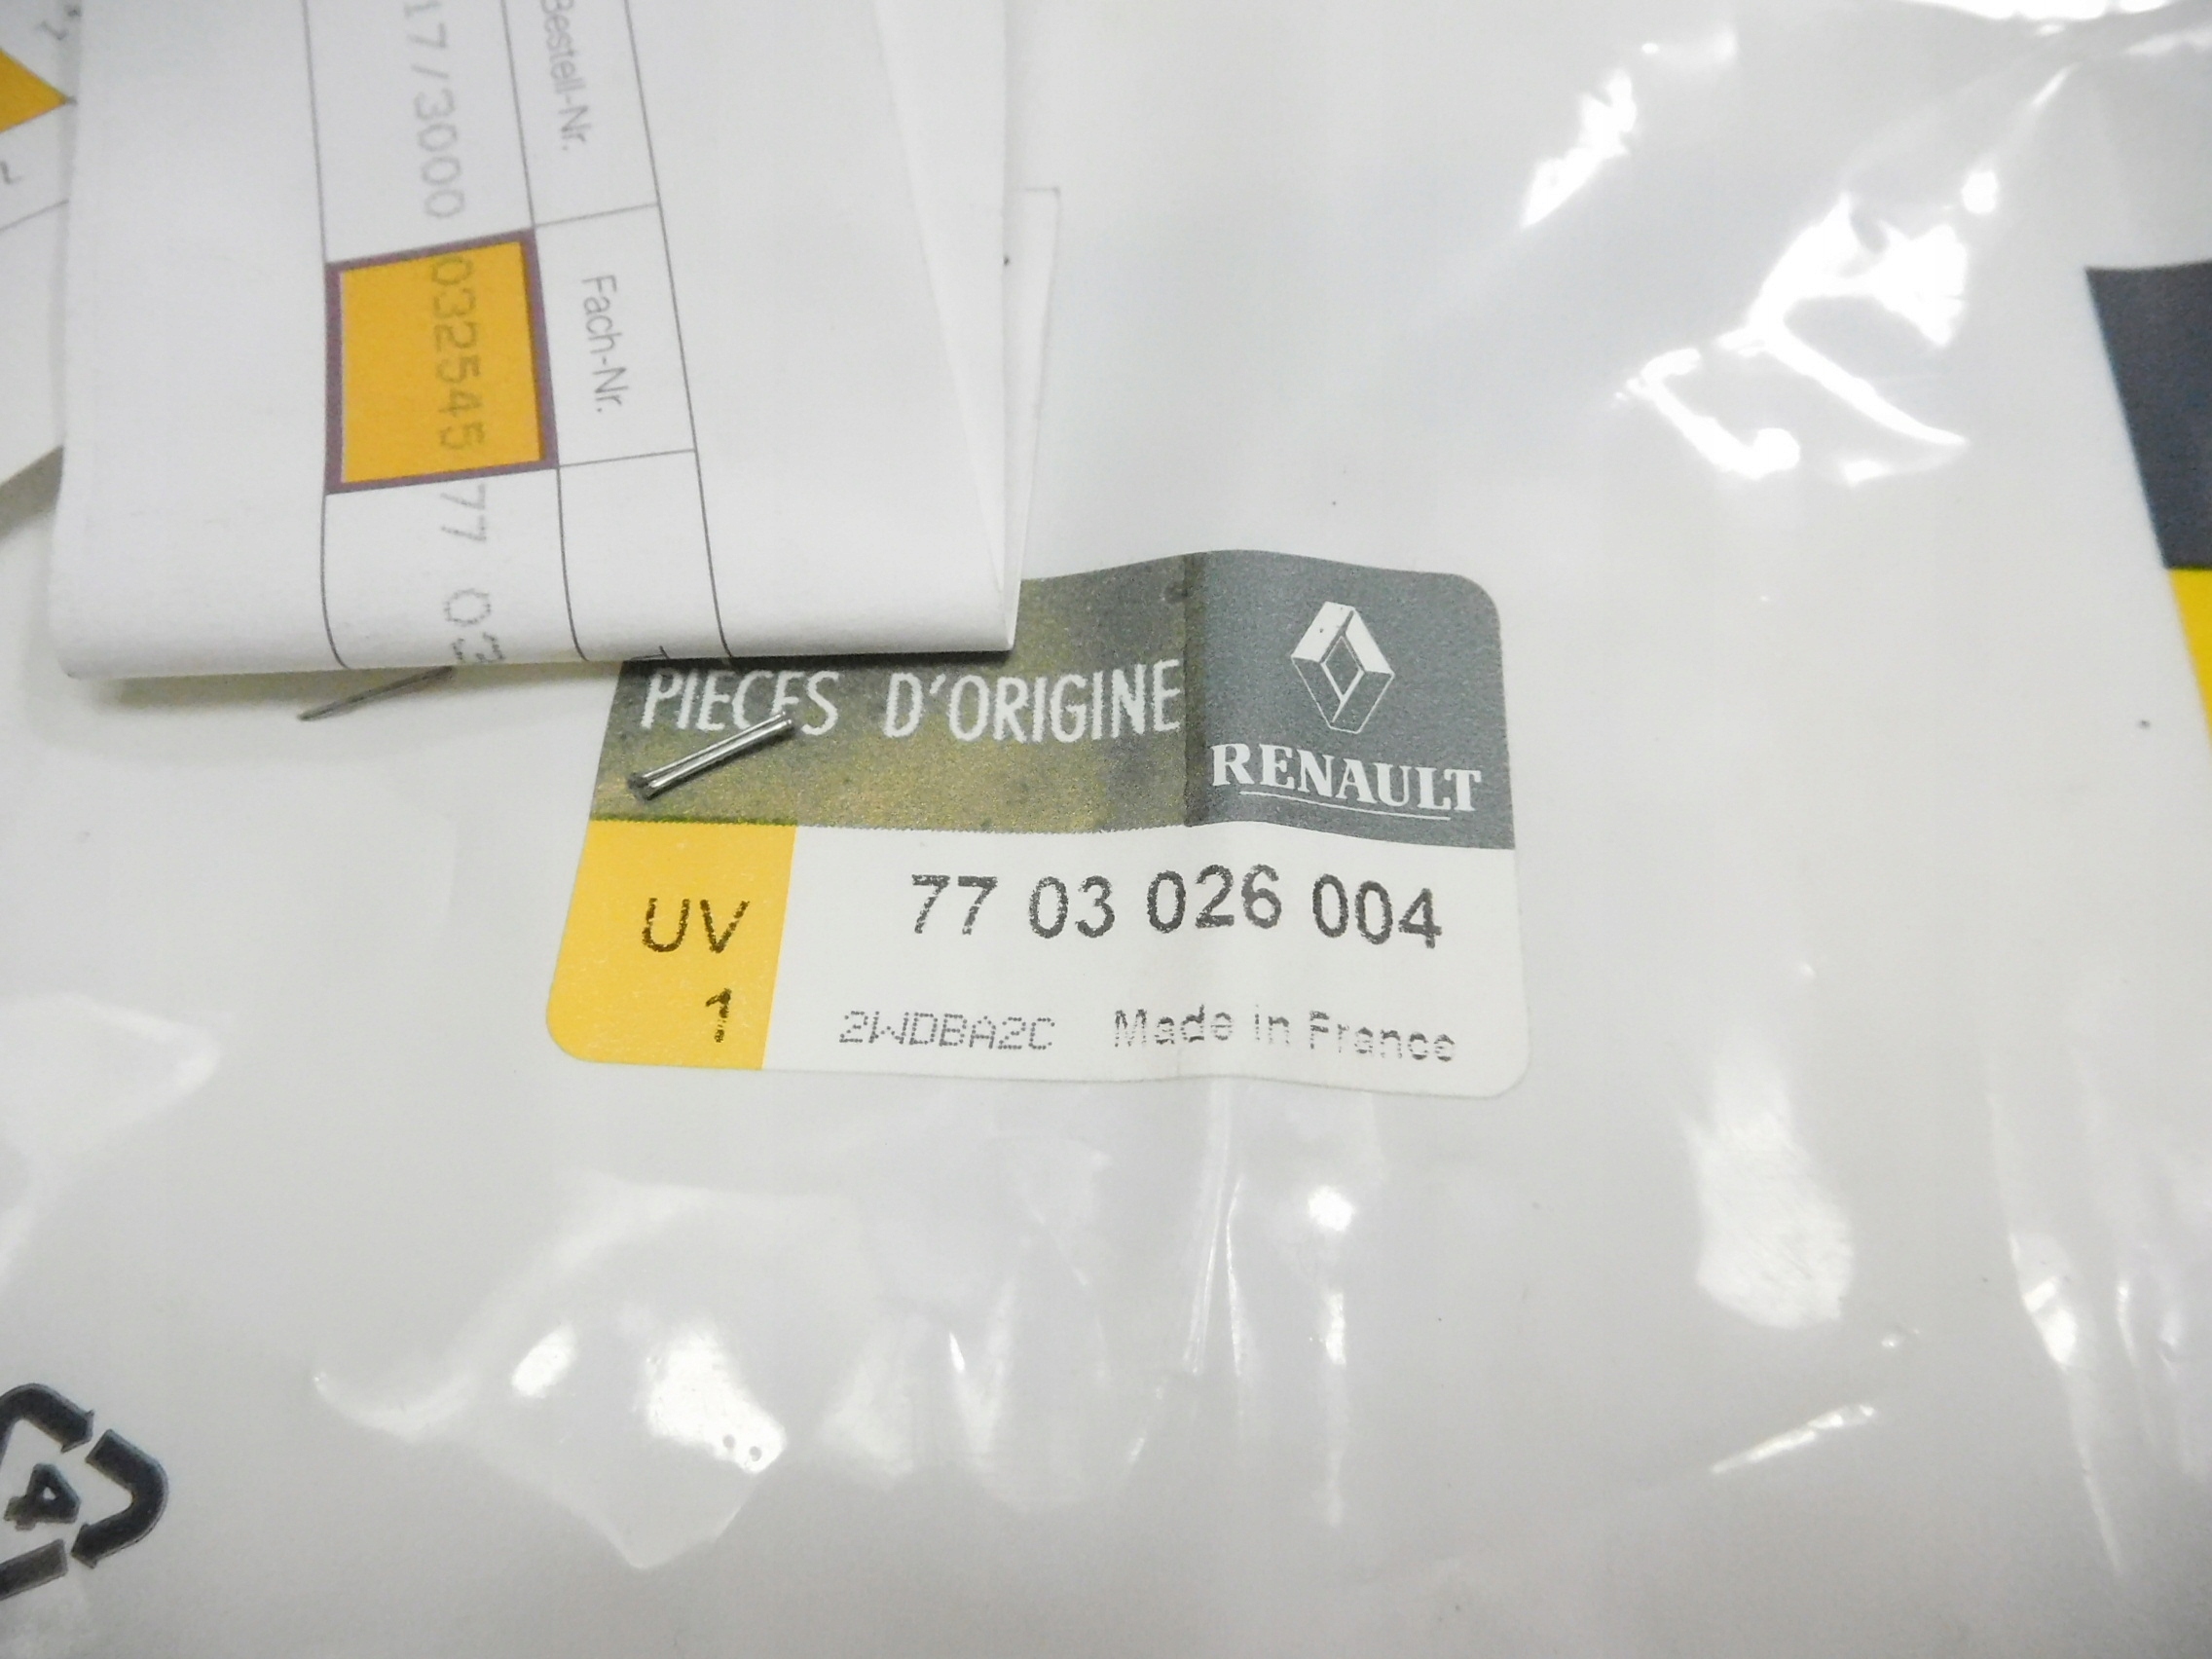 Bestell-Nr.
Fach-Nr.
17/3000 032545 77 03
PIECES D'ORIGINE
RENAULT
UV
1
77 03 026 004
2WDBA2C Made in France
4